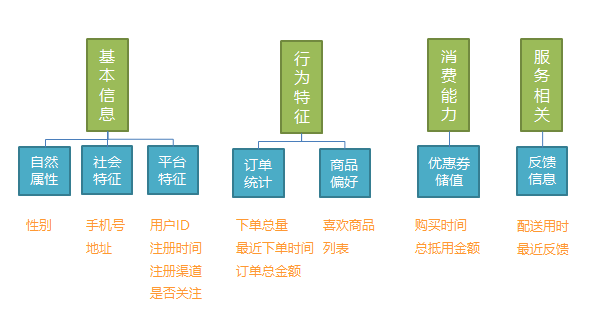 基本信息
行为特征
消费能力
服务相关
自然
属性
社会
特征
平台
特征
订单
统计
商品
偏好
优惠券
储值
反馈
信息
性别
手机号
地址
用户ID
注册时间
注册渠道
是否关注
下单总量
最近下单时间
订单总金额
喜欢商品
列表
购买时间
总抵用金额
配送用时
最近反馈